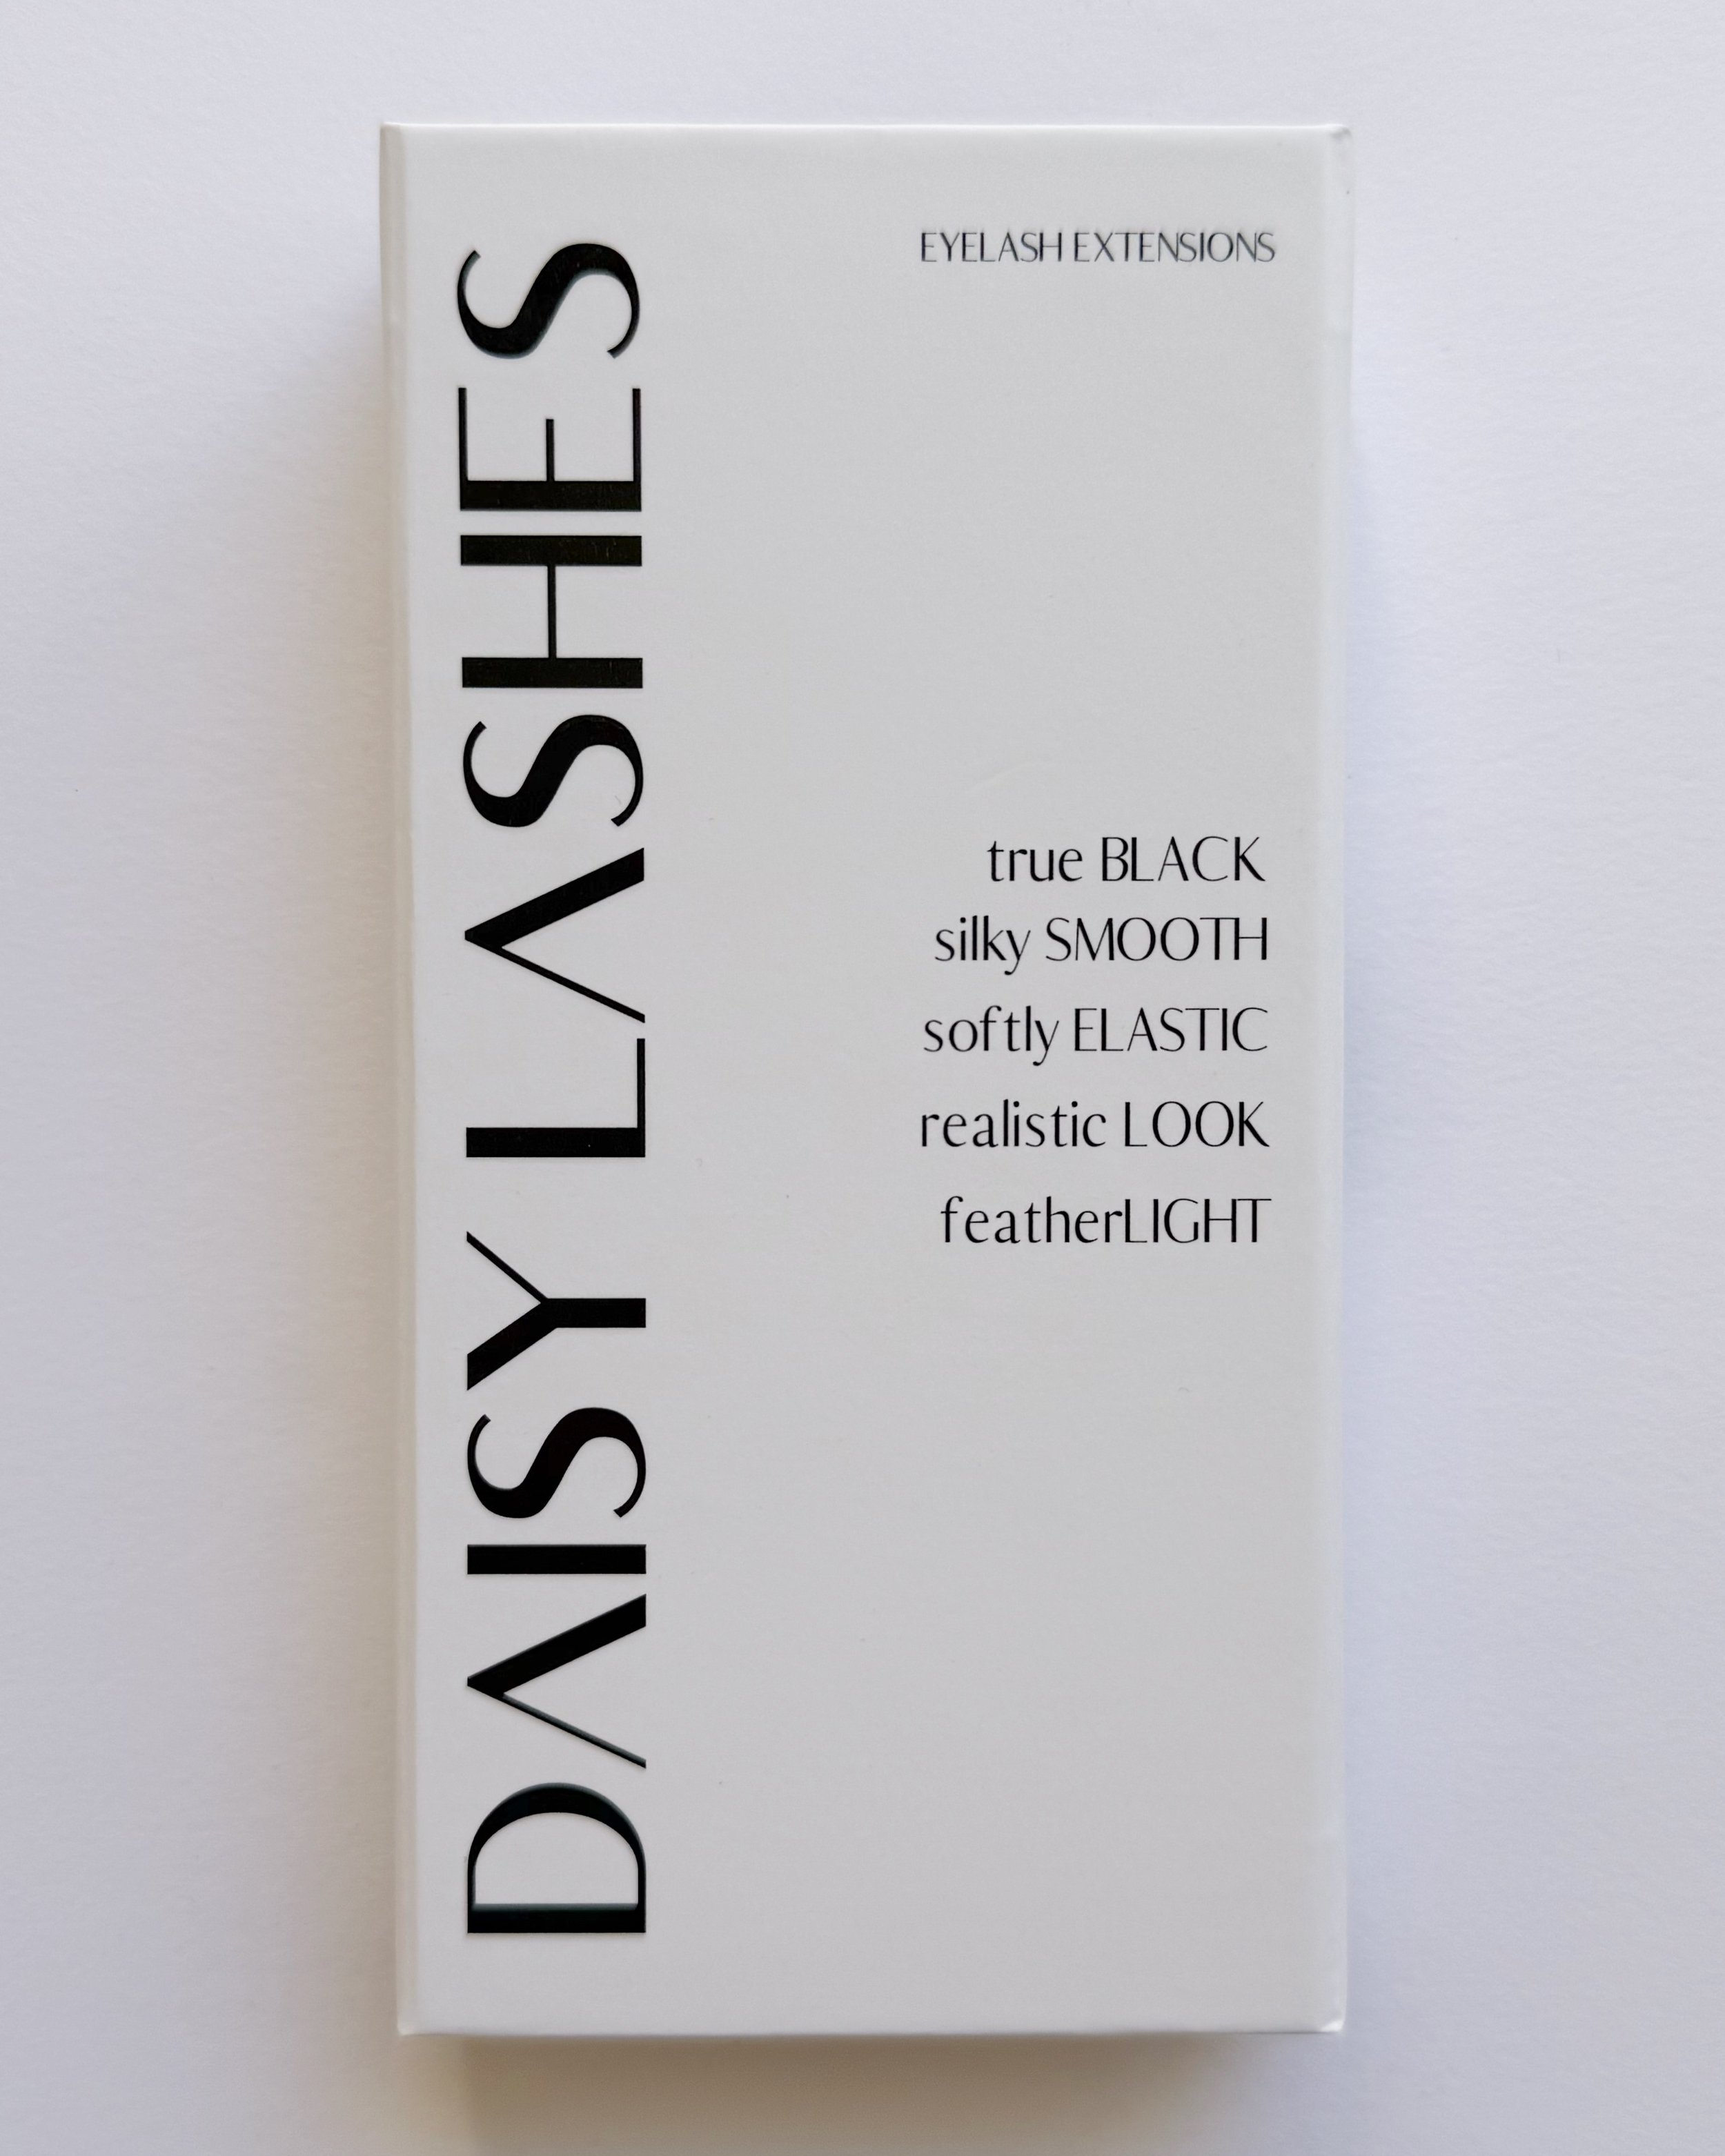 DAISY LASHES
EYELASH EXTENSIONS
true BLACK
silky SMOOTH
softly ELASTIC
realistic LOOK
featherLIGHT